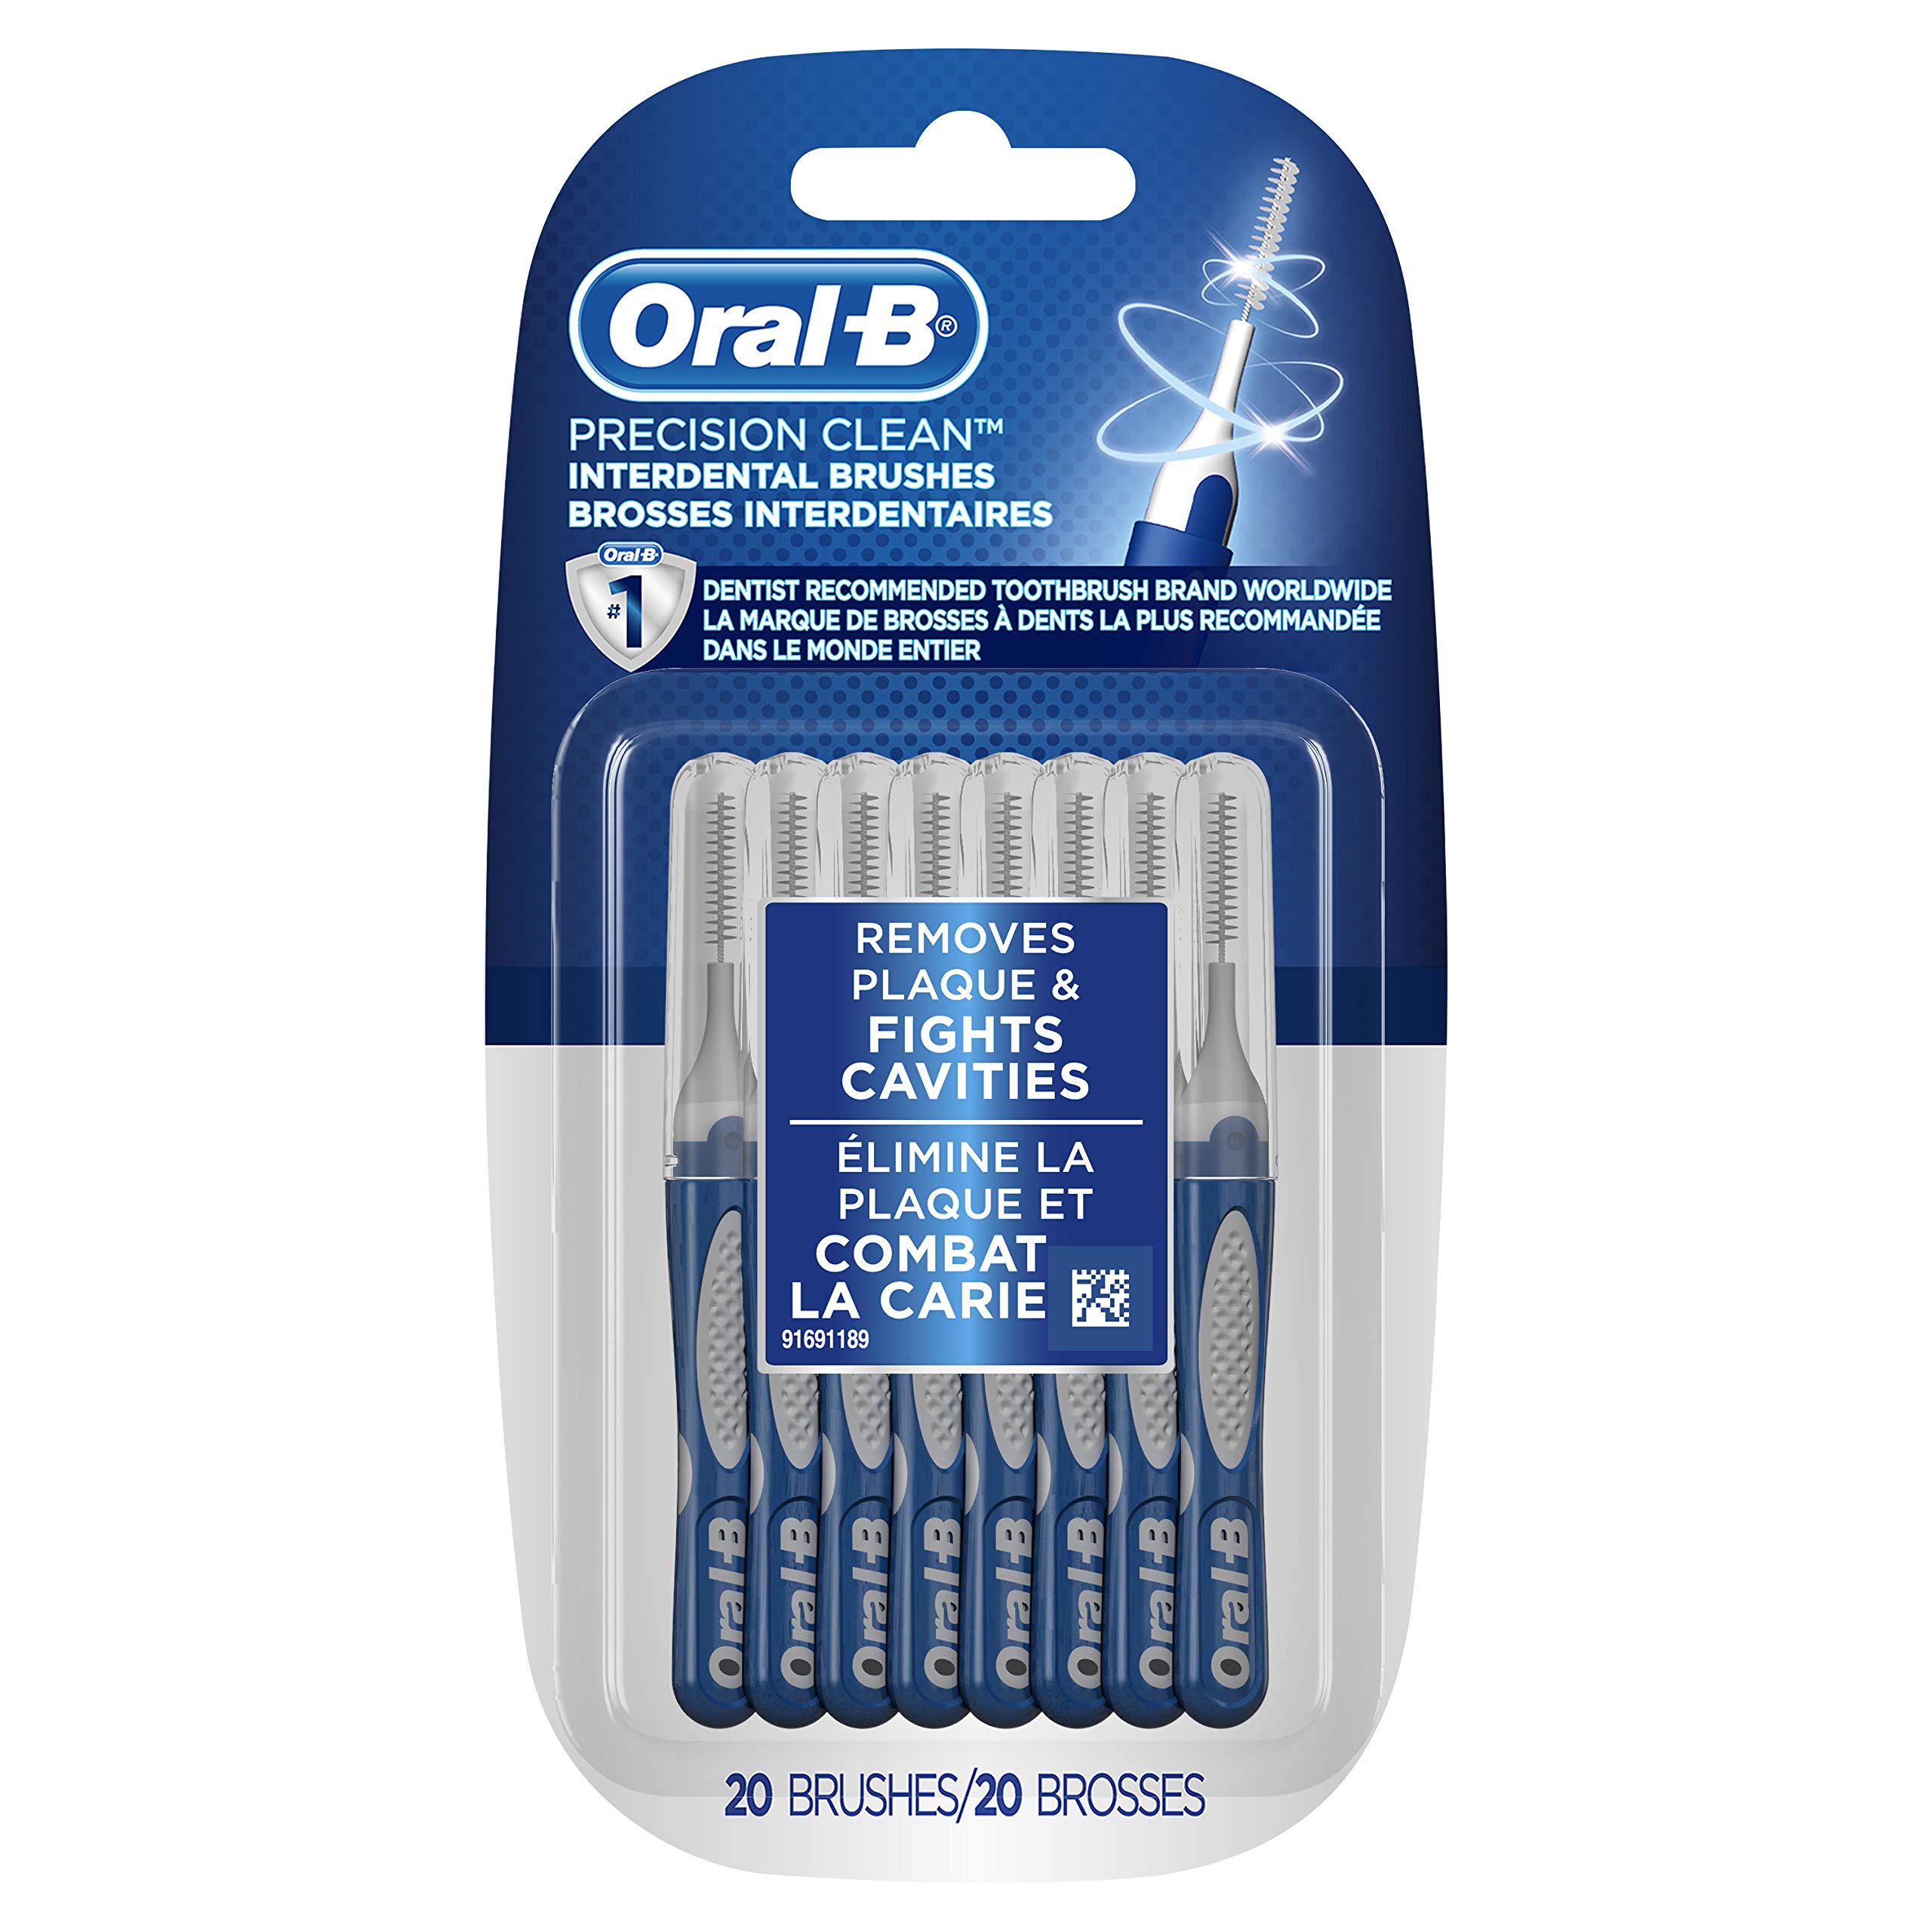 Oral-B®
PRECISION CLEAN™
INTERDENTAL BRUSHES
BROSSES INTERDENTAIRES
Oral-B
#1
DENTIST RECOMMENDED TOOTHBRUSH BRAND WORLDWIDE
LA MARQUE DE BROSSES À DENTS LA PLUS RECOMMANDÉE
DANS LE MONDE ENTIER
REMOVES
PLAQUE &
FIGHTS
CAVITIES
ÉLIMINE LA
PLAQUE ET
COMBAT
LA CARIE
91691189
Oral-B
Oral-B
Oral-B
Oral-B
Oral-B
Oral-B
Oral-B
Oral-B
20 BRUSHES/20 BROSSES